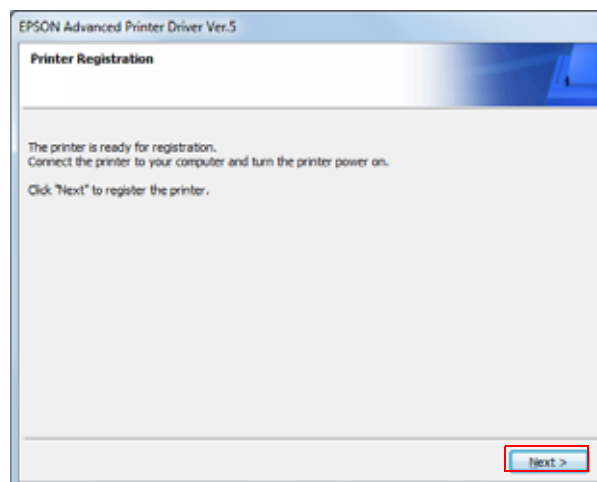 EPSON Advanced Printer Driver Ver.5
Printer Registration
The printer is ready for registration.
Connect the printer to your computer and turn the printer power on.
Click "Next" to register the printer.
Next >